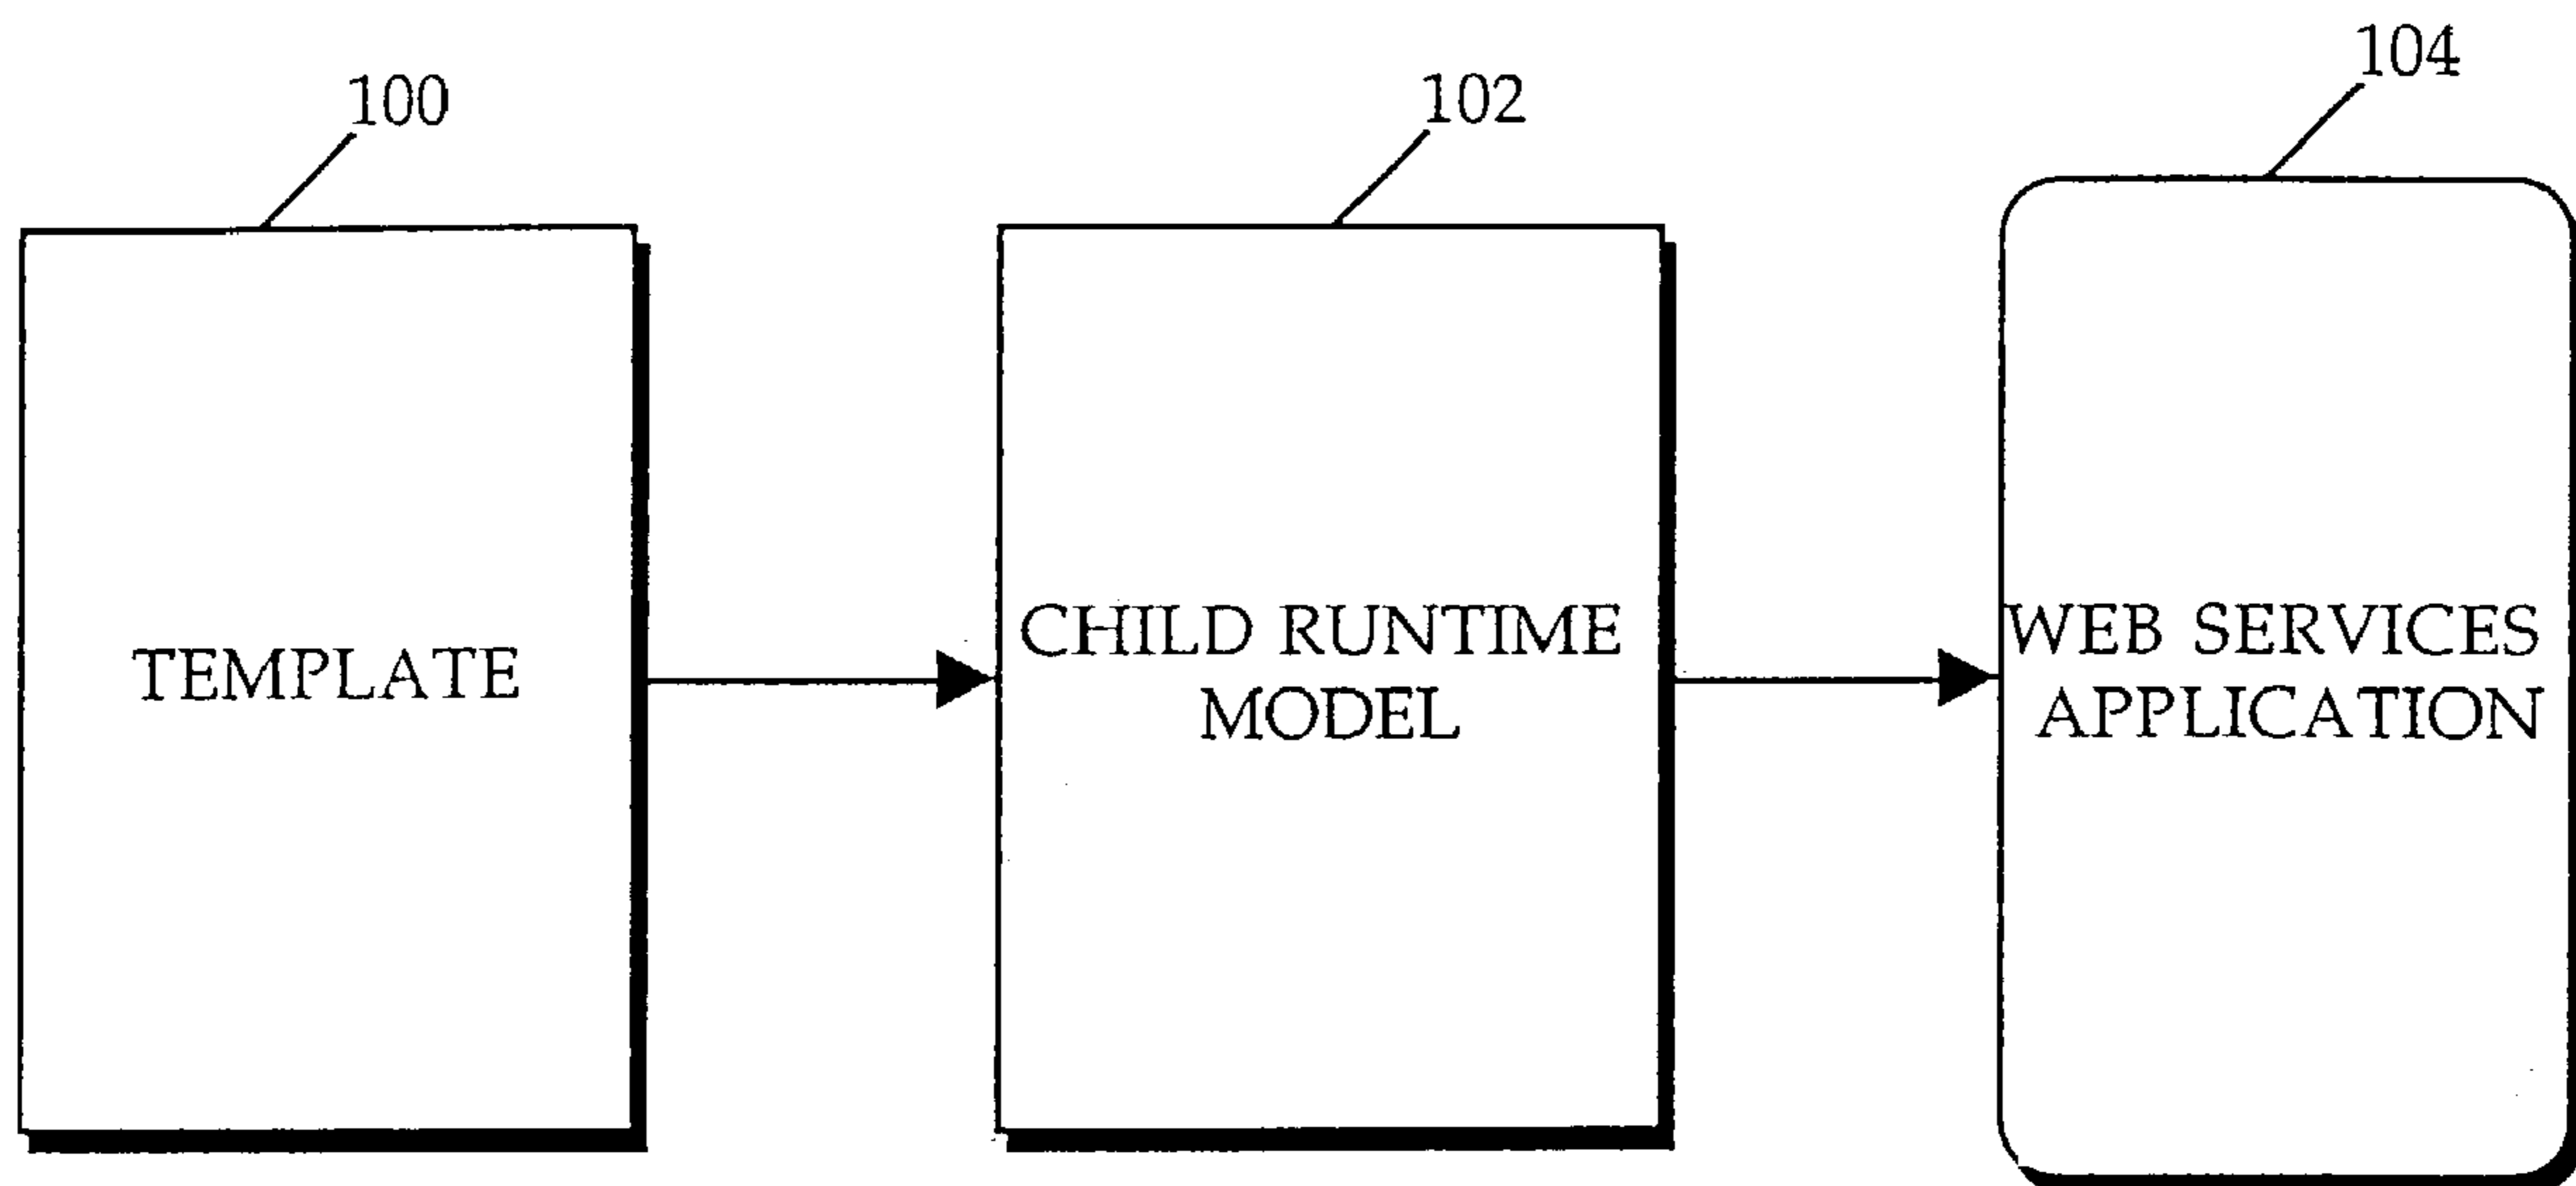 100
102
104
TEMPLATE
CHILD RUNTIME
MODEL
WEB SERVICES
APPLICATION